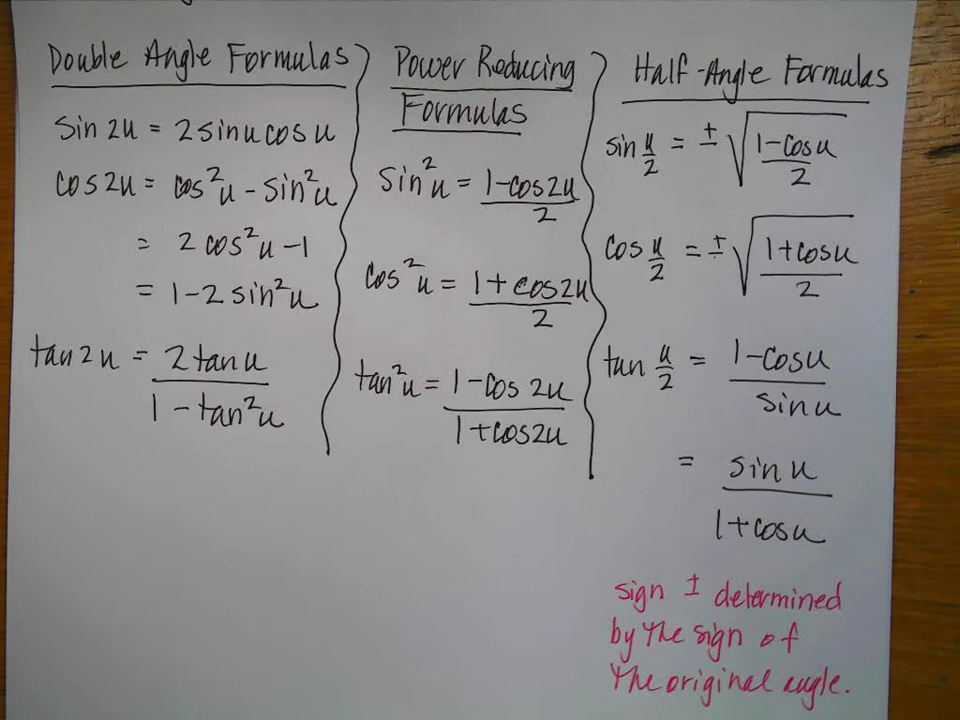 Double Angle Formulas
sin 2u = 2 sin u cos u
cos 2u = cos²u - sin²u
= 2 cos²u - 1
= 1 - 2 sin²u
tan 2u = 2 tan u / 1 - tan²u
Power Reducing
Formulas
sin²u = 1 - cos 2u / 2
cos²u = 1 + cos 2u / 2
tan²u = 1 - cos 2u / 1 + cos 2u
Half-Angle Formulas
sin u/2 = ± √(1 - cos u / 2)
cos u/2 = ± √(1 + cos u / 2)
tan u/2 = 1 - cos u / sin u
= sin u / 1 + cos u
sign ± determined
by the sign of
the original angle.